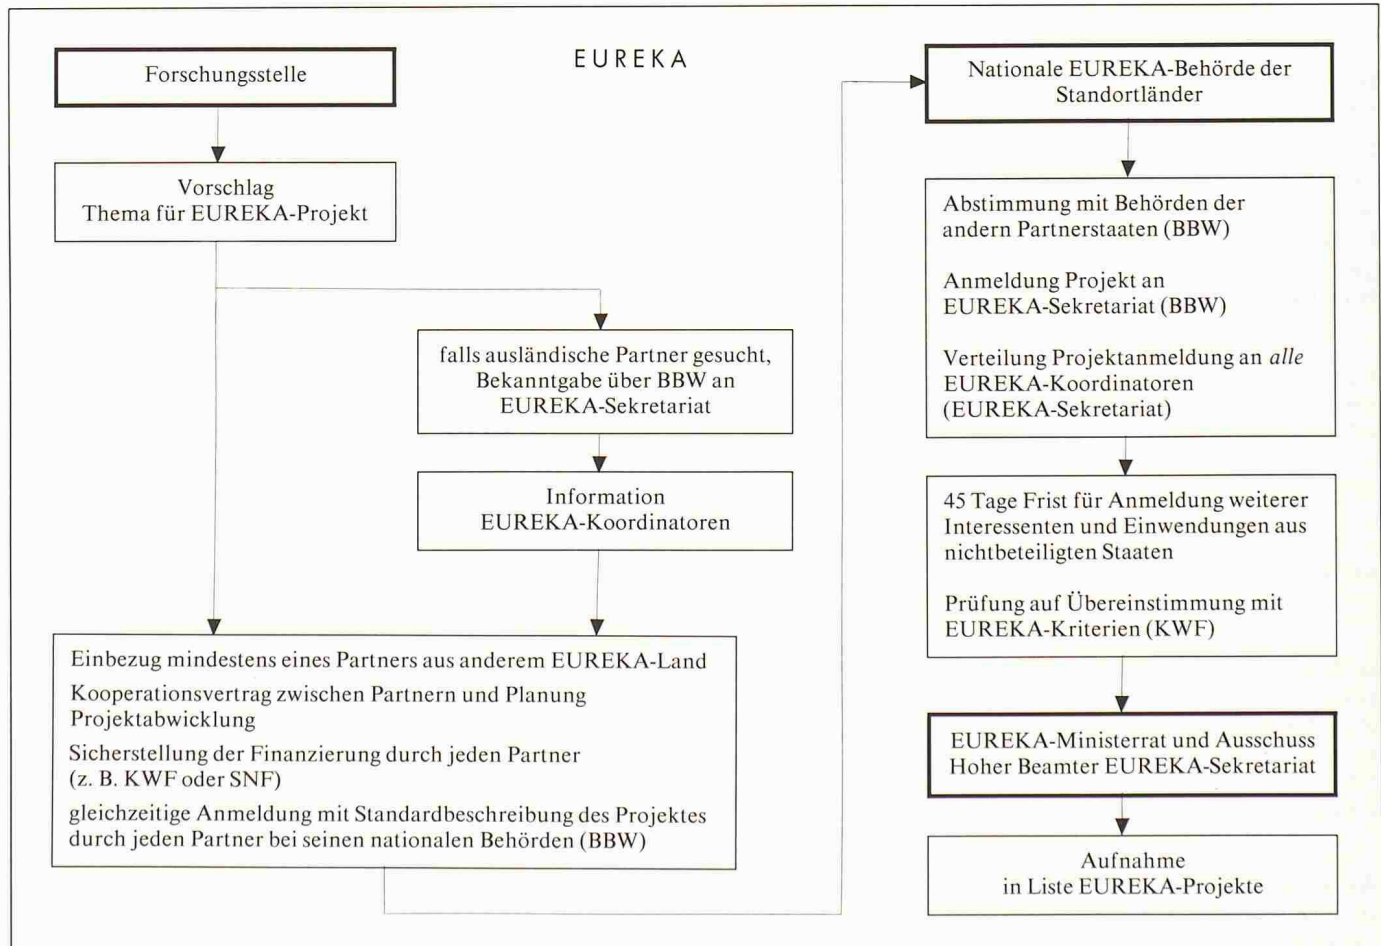 EUREKA
Forschungsstelle
Vorschlag
Thema für EUREKA-Projekt
falls ausländische Partner gesucht,
Bekanntgabe über BBW an
EUREKA-Sekretariat
Information
EUREKA-Koordinatoren
Einbezug mindestens eines Partners aus anderem EUREKA-Land
Kooperationsvertrag zwischen Partnern und Planung
Projektabwicklung
Sicherstellung der Finanzierung durch jeden Partner
(z. B. KWF oder SNF)
gleichzeitige Anmeldung mit Standardbeschreibung des Projektes
durch jeden Partner bei seinen nationalen Behörden (BBW)
Nationale EUREKA-Behörde der
Standortländer
Abstimmung mit Behörden der
andern Partnerstaaten (BBW)
Anmeldung Projekt an
EUREKA-Sekretariat (BBW)
Verteilung Projektanmeldung an alle
EUREKA-Koordinatoren
(EUREKA-Sekretariat)
45 Tage Frist für Anmeldung weiterer
Interessenten und Einwendungen aus
nichtbeteiligten Staaten
Prüfung auf Übereinstimmung mit
EUREKA-Kriterien (KWF)
EUREKA-Ministerrat und Ausschuss
Hoher Beamter EUREKA-Sekretariat
Aufnahme
in Liste EUREKA-Projekte